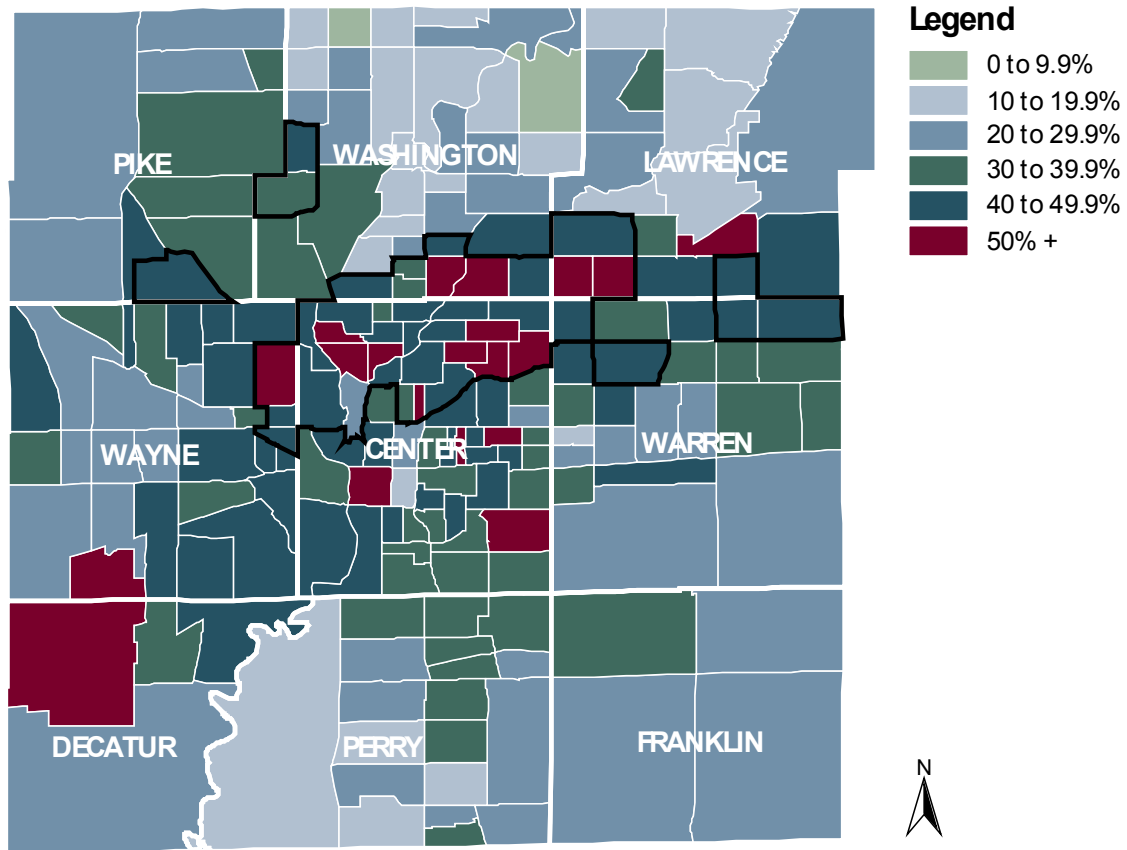 Legend
0 to 9.9%
10 to 19.9%
20 to 29.9%
30 to 39.9%
40 to 49.9%
50% +
PIKE
WASHINGTON
LAWRENCE
WAYNE
CENTER
WARREN
DECATUR
PERRY
FRANKLIN
N